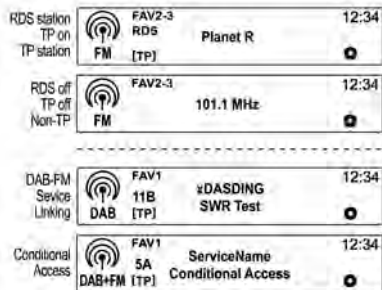 RDS station
TP on
TP station
FAV2-3
12:34
RDS
Planet R
FM
[TP]
RDS off
TP off
Non-TP
FAV2-3
12:34
101.1 MHz
FM
DAB-FM
Sevice
Linking
FAV1
12:34
11B
xDASDING
SWR Test
DAB
[TP]
Conditional
Access
FAV1
12:34
5A
ServiceName
Conditional Access
DAB+FM
[TP]